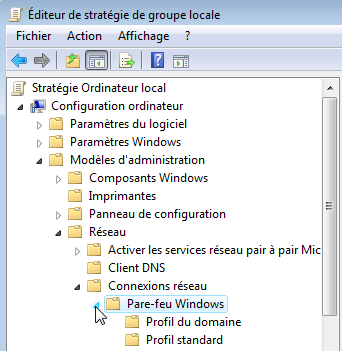 Éditeur de stratégie de groupe locale
Fichier Action Affichage ?
Stratégie Ordinateur local
Configuration ordinateur
Paramètres du logiciel
Paramètres Windows
Modèles d'administration
Composants Windows
Imprimantes
Panneau de configuration
Réseau
Activer les services réseau pair à pair Mic
Client DNS
Connexions réseau
Pare-feu Windows
Profil du domaine
Profil standard